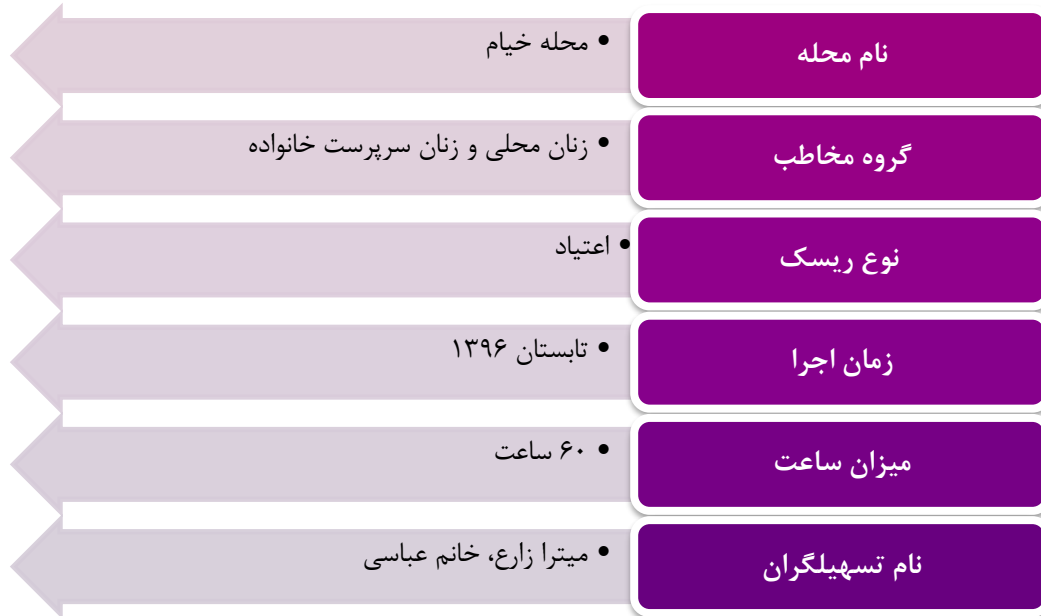 نام محله
• محله خیام
گروه مخاطب
• زنان محلی و زنان سرپرست خانواده
نوع ریسک
• اعتیاد
زمان اجرا
• تابستان ۱۳۹۶
میزان ساعت
• ۶۰ ساعت
نام تسهیلگران
• میترا زارع، خانم عباسی